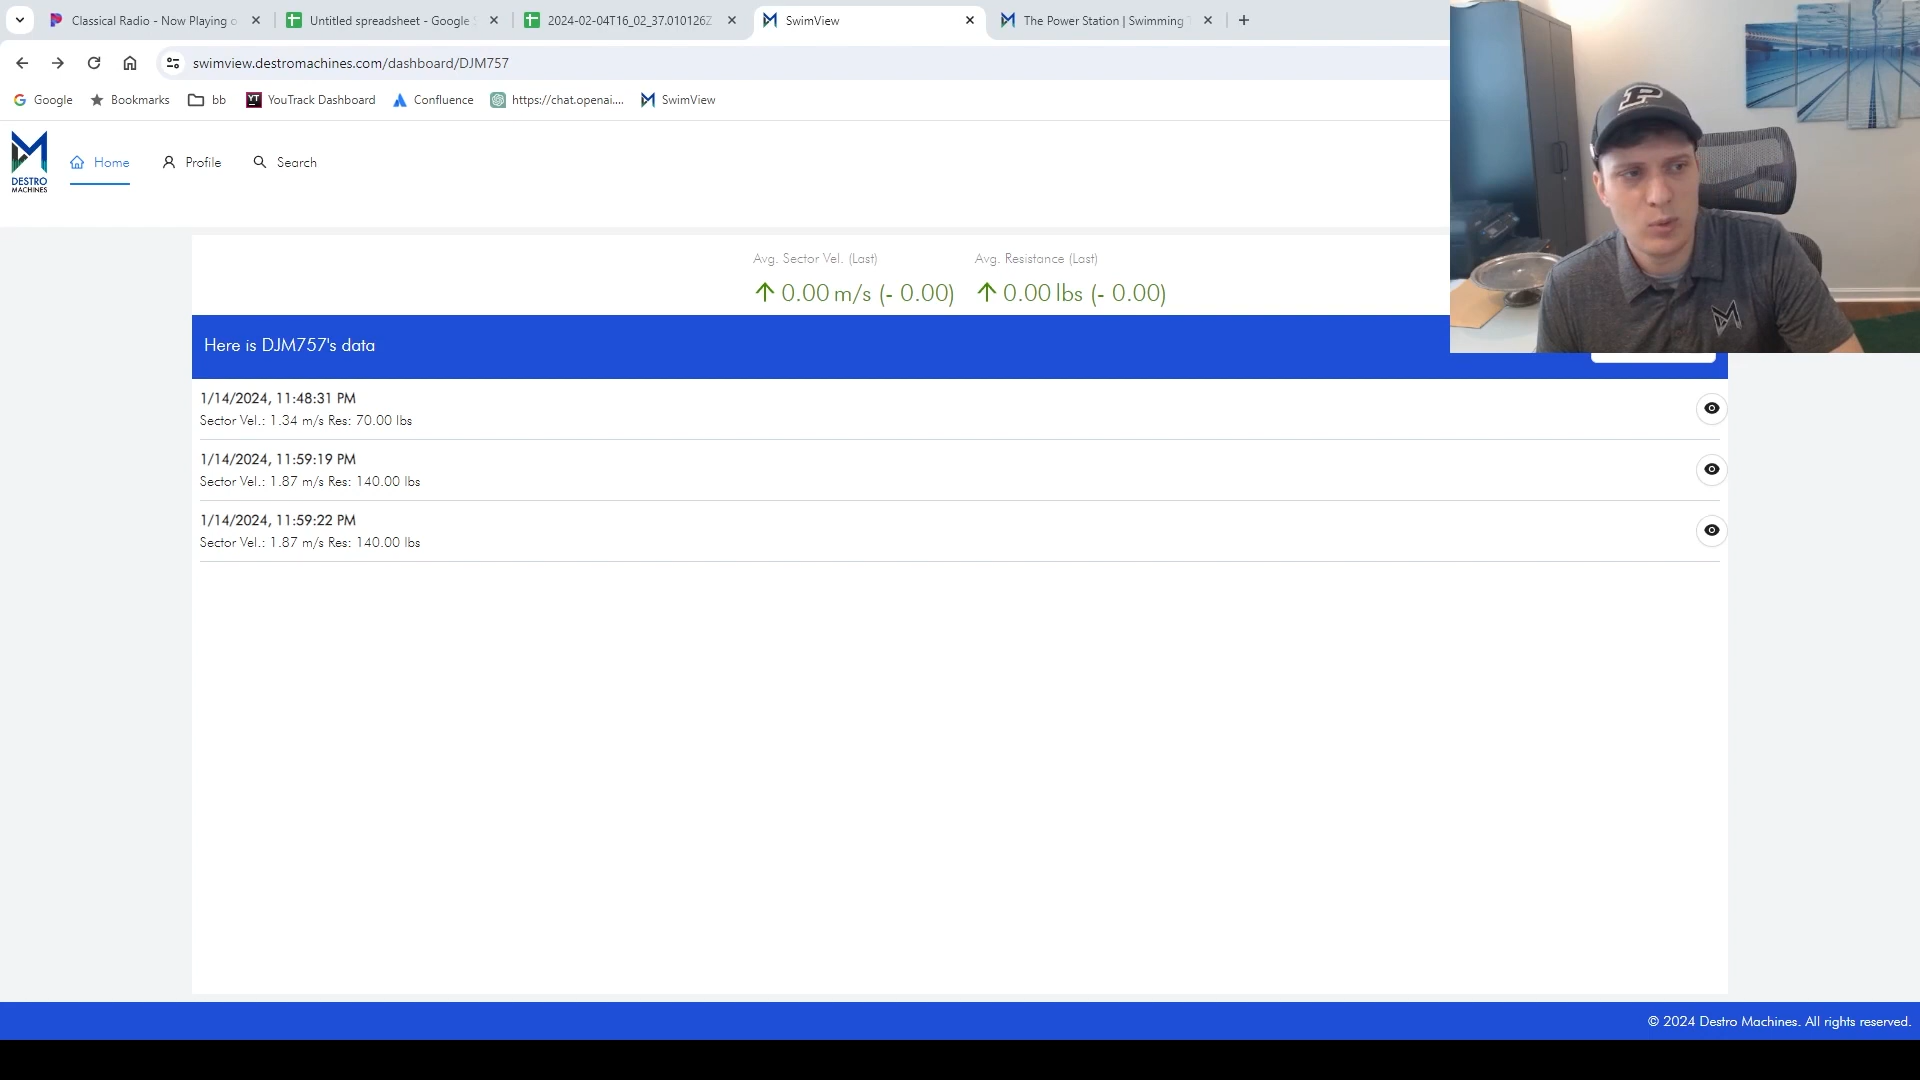 Classical Radio - Now Playing o
Untitled spreadsheet - Google S
2024-02-04T16_02_37.010126Z
SwimView
The Power Station | Swimming T
swimview.destromachines.com/dashboard/DJM757
Google
Bookmarks
bb
YT
YouTrack Dashboard
Confluence
https://chat.openai....
SwimView
DESTRO
MACHINES
Home
Profile
Search
P
Avg. Sector Vel. (Last)
Avg. Resistance (Last)
0.00 m/s (- 0.00)
0.00 lbs (- 0.00)
Here is DJM757's data
1/14/2024, 11:48:31 PM
Sector Vel.: 1.34 m/s Res: 70.00 lbs
1/14/2024, 11:59:19 PM
Sector Vel.: 1.87 m/s Res: 140.00 lbs
1/14/2024, 11:59:22 PM
Sector Vel.: 1.87 m/s Res: 140.00 lbs
© 2024 Destro Machines. All rights reserved.